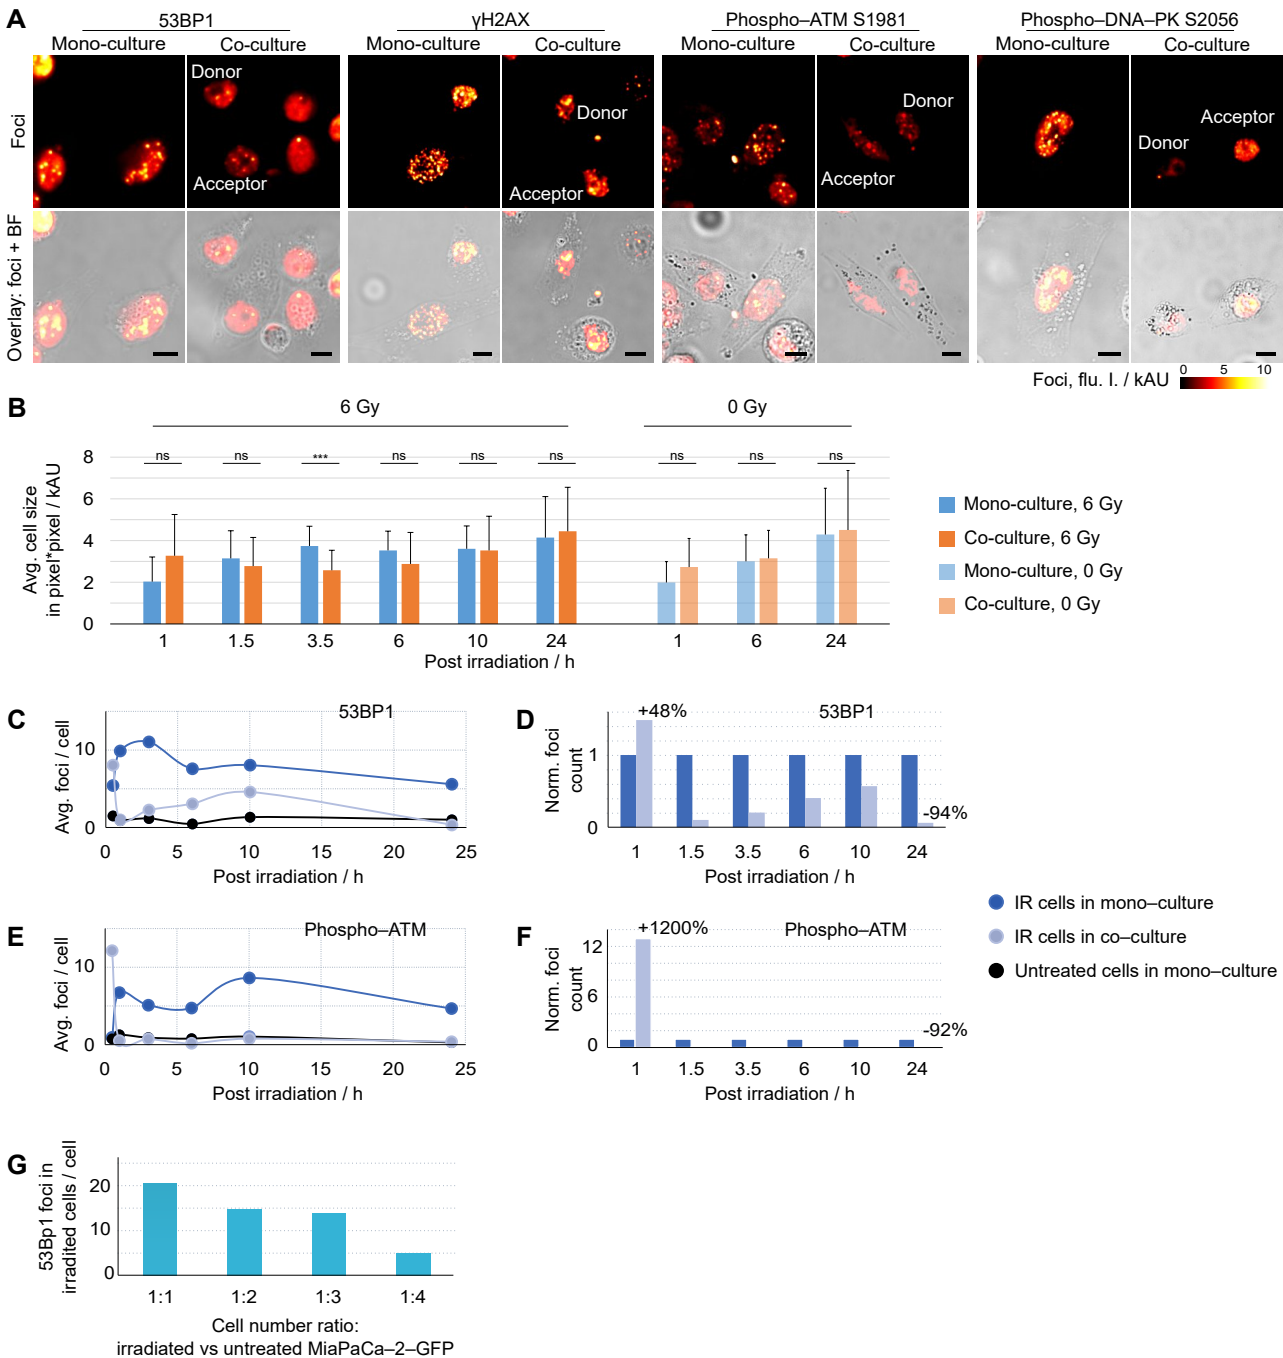 A
53BP1
γH2AX
Phospho–ATM S1981
Phospho–DNA–PK S2056
Mono-culture
Co-culture
Mono-culture
Co-culture
Mono-culture
Co-culture
Mono-culture
Co-culture
Foci
Donor
Acceptor
Donor
Acceptor
Donor
Acceptor
Donor
Acceptor
Overlay: foci + BF
Foci, flu. I. / kAU
0 5 10
B
6 Gy
0 Gy
Avg. cell size
in pixel*pixel / kAU
8
6
4
2
0
ns
ns
***
ns
ns
ns
ns
ns
ns
1 1.5 3.5 6 10 24 1 6 24
Post irradiation / h
Mono-culture, 6 Gy
Co-culture, 6 Gy
Mono-culture, 0 Gy
Co-culture, 0 Gy
C
53BP1
Avg. foci / cell
10
0
0 5 10 15 20 25
Post irradiation / h
D
+48%
53BP1
Norm. foci
count
1
0
-94%
1 1.5 3.5 6 10 24
Post irradiation / h
E
Phospho–ATM
Avg. foci / cell
10
0
0 5 10 15 20 25
Post irradiation / h
F
+1200%
Phospho–ATM
Norm. foci
count
12
6
0
-92%
1 1.5 3.5 6 10 24
Post irradiation / h
IR cells in mono–culture
IR cells in co–culture
Untreated cells in mono–culture
G
53Bp1 foci in
irradited cells / cell
20
10
0
1:1 1:2 1:3 1:4
Cell number ratio:
irradiated vs untreated MiaPaCa–2–GFP